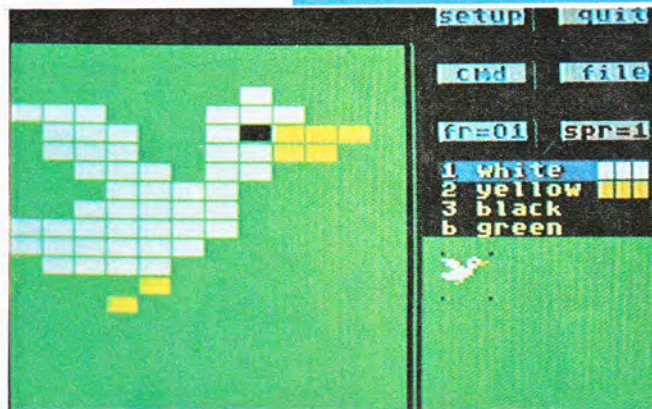 setup quit
cmd file
fr=01 spr=1
1 white
2 yellow
3 black
b green